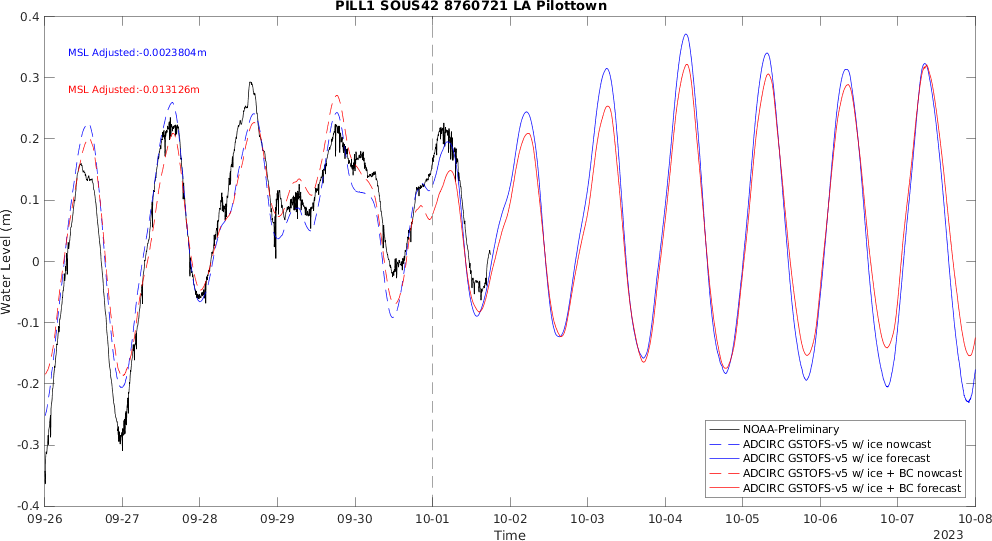 PILL1 SOUS42 8760721 LA Pilottown
MSL Adjusted:-0.0023804m
MSL Adjusted:-0.013126m
Water Level (m)
0.4
0.3
0.2
0.1
0
-0.1
-0.2
-0.3
-0.4
NOAA-Preliminary
ADCIRC GSTOFS-v5 w/ ice nowcast
ADCIRC GSTOFS-v5 w/ ice forecast
ADCIRC GSTOFS-v5 w/ ice + BC nowcast
ADCIRC GSTOFS-v5 w/ ice + BC forecast
09-26 09-27 09-28 09-29 09-30 10-01 10-02 10-03 10-04 10-05 10-06 10-07 10-08
Time
2023